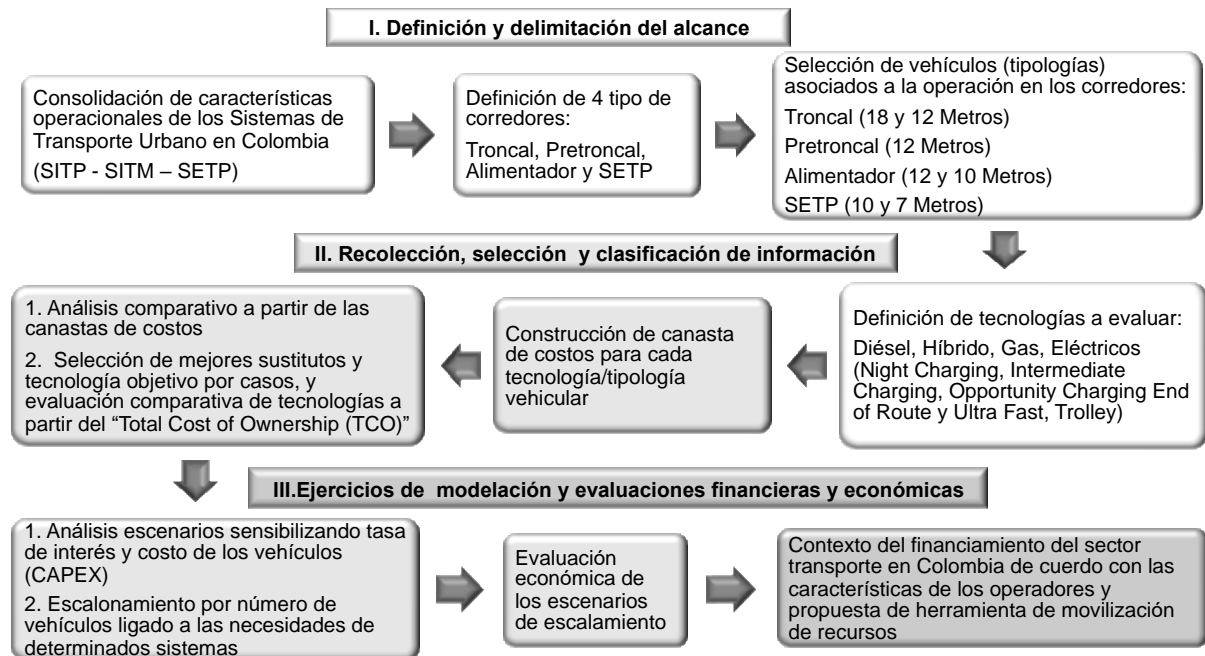 I. Definición y delimitación del alcance
Consolidación de características
operacionales de los Sistemas de
Transporte Urbano en Colombia
(SITP - SITM – SETP)
Definición de 4 tipo de
corredores:
Troncal, Pretroncal,
Alimentador y SETP
Selección de vehículos (tipologías)
asociados a la operación en los corredores:
Troncal (18 y 12 Metros)
Pretroncal (12 Metros)
Alimentador (12 y 10 Metros)
SETP (10 y 7 Metros)
II. Recolección, selección y clasificación de información
Definición de tecnologías a evaluar:
Diésel, Híbrido, Gas, Eléctricos
(Night Charging, Intermediate
Charging, Opportunity Charging End
of Route y Ultra Fast, Trolley)
Construcción de canasta
de costos para cada
tecnología/tipología
vehicular
1. Análisis comparativo a partir de las
canastas de costos
2. Selección de mejores sustitutos y
tecnología objetivo por casos, y
evaluación comparativa de tecnologías a
partir del “Total Cost of Ownership (TCO)”
III.Ejercicios de modelación y evaluaciones financieras y económicas
1. Análisis escenarios sensibilizando tasa
de interés y costo de los vehículos
(CAPEX)
2. Escalonamiento por número de
vehículos ligado a las necesidades de
determinados sistemas
Evaluación
económica de
los escenarios
de escalamiento
Contexto del financiamiento del sector
transporte en Colombia de cuerdo con las
características de los operadores y
propuesta de herramienta de movilización
de recursos